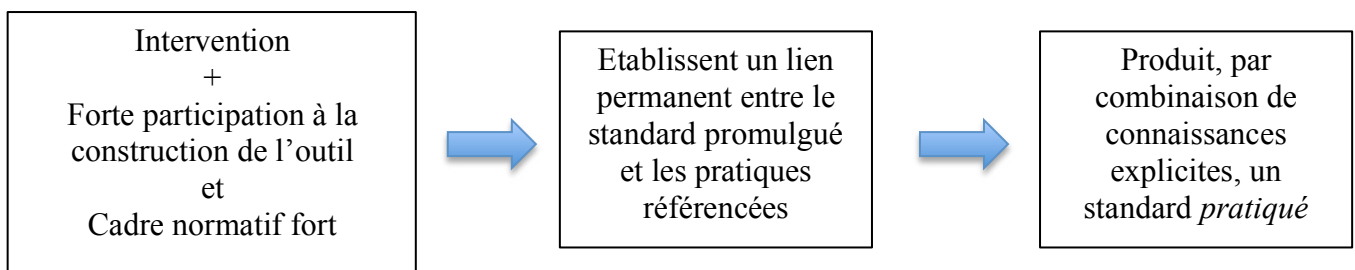 Intervention
+
Forte participation à la
construction de l’outil
et
Cadre normatif fort
Etablissent un lien
permanent entre le
standard promulgué
et les pratiques
référencées
Produit, par
combinaison de
connaissances
explicites, un
standard pratiqué